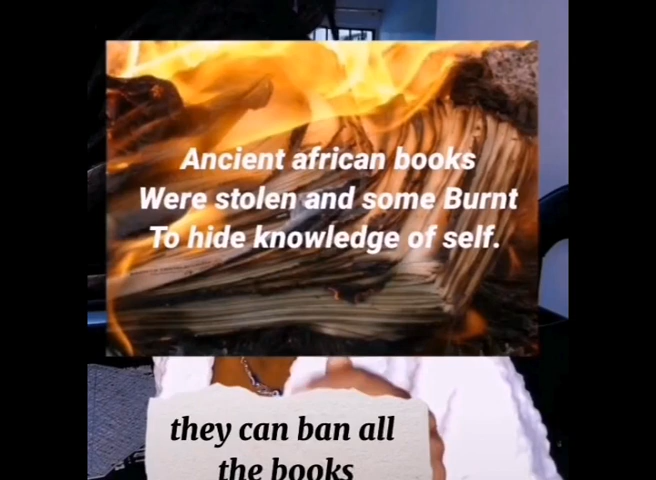 Ancient african books
Were stolen and some Burnt
To hide knowledge of self.
they can ban all
the books